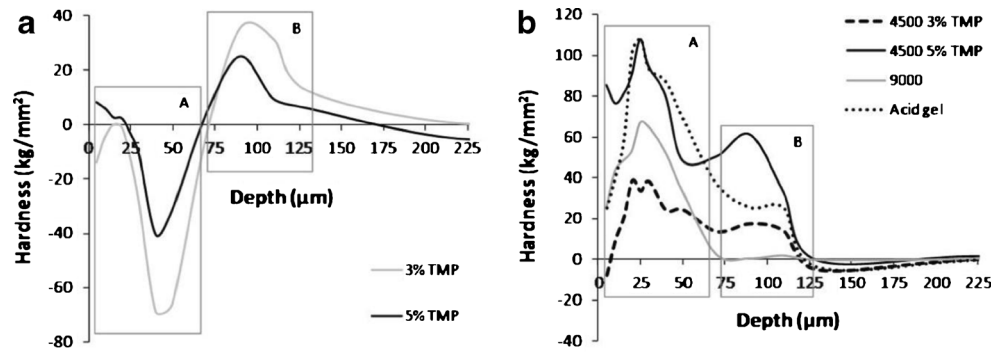 a
Hardness (kg/mm²)
40
20
0
-20
-40
-60
-80
A
B
0 25 50 75 100 125 150 175 200 225
Depth (μm)
3% TMP
5% TMP
b
Hardness (kg/mm²)
120
100
80
60
40
20
0
-20
-40
A
B
0 25 50 75 100 125 150 175 200 225
Depth (μm)
4500 3% TMP
4500 5% TMP
9000
Acid gel